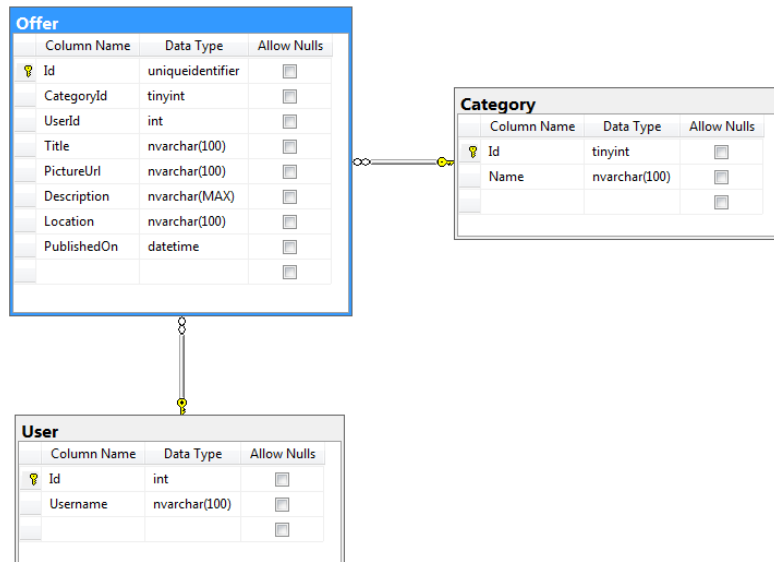 Offer
Column Name Data Type Allow Nulls
Id uniqueidentifier
CategoryId tinyint
UserId int
Title nvarchar(100)
PictureUrl nvarchar(100)
Description nvarchar(MAX)
Location nvarchar(100)
PublishedOn datetime
Category
Column Name Data Type Allow Nulls
Id tinyint
Name nvarchar(100)
User
Column Name Data Type Allow Nulls
Id int
Username nvarchar(100)